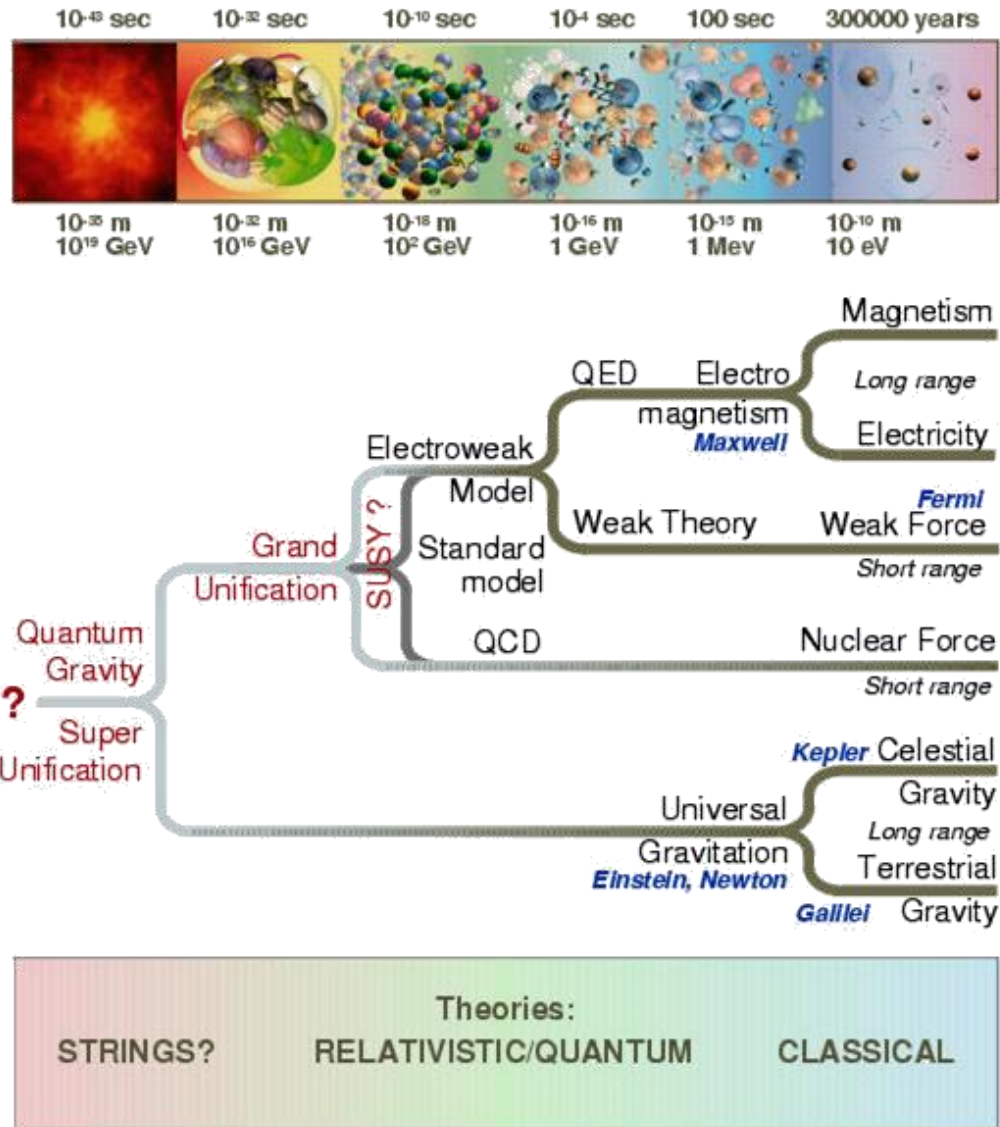 10⁻⁴³ sec 10⁻³² sec 10⁻¹⁰ sec 10⁻⁴ sec 100 sec 300000 years
10⁻³⁵ m 10⁻³² m 10⁻¹⁸ m 10⁻¹⁶ m 10⁻¹⁵ m 10⁻¹⁰ m
10¹⁹ GeV 10¹⁶ GeV 10² GeV 1 GeV 1 Mev 10 eV
Magnetism
QED Electro
Long range
magnetism
Maxwell
Electricity
Electroweak
Model
Fermi
Weak Theory Weak Force
Short range
SUSY ?
Grand
Unification
Standard
model
Quantum
Gravity
QCD Nuclear Force
Short range
?
Super
Unification
Kepler Celestial
Gravity
Universal
Long range
Gravitation
Einstein, Newton
Terrestrial
Galilei Gravity
Theories:
STRINGS? RELATIVISTIC/QUANTUM CLASSICAL